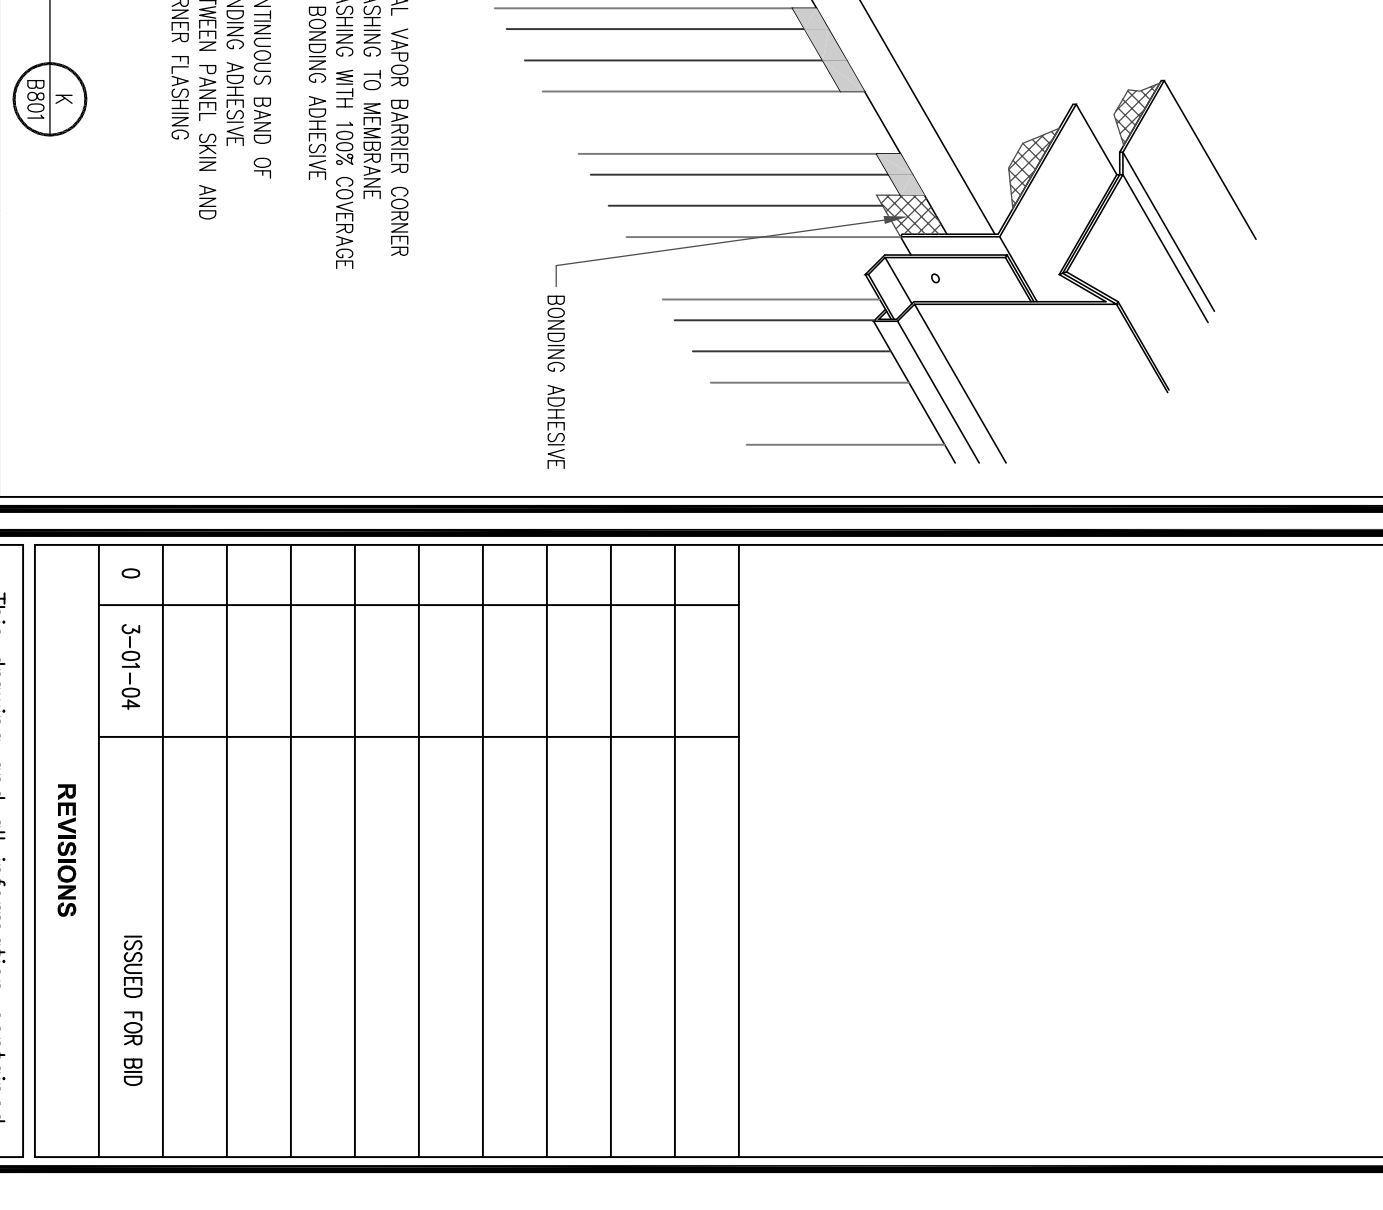 AL VAPOR BARRIER CORNER
ASHING TO MEMBRANE
ASHING WITH 100% COVERAGE
BONDING ADHESIVE
NTINUOUS BAND OF
NDING ADHESIVE
TWEEN PANEL SKIN AND
RNER FLASHING
K
B801
BONDING ADHESIVE
0 3-01-04 ISSUED FOR BID
REVISIONS